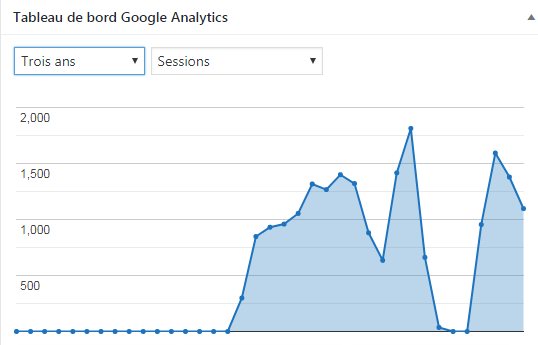 Tableau de bord Google Analytics
Trois ans
Sessions
2,000
1,500
1,000
500